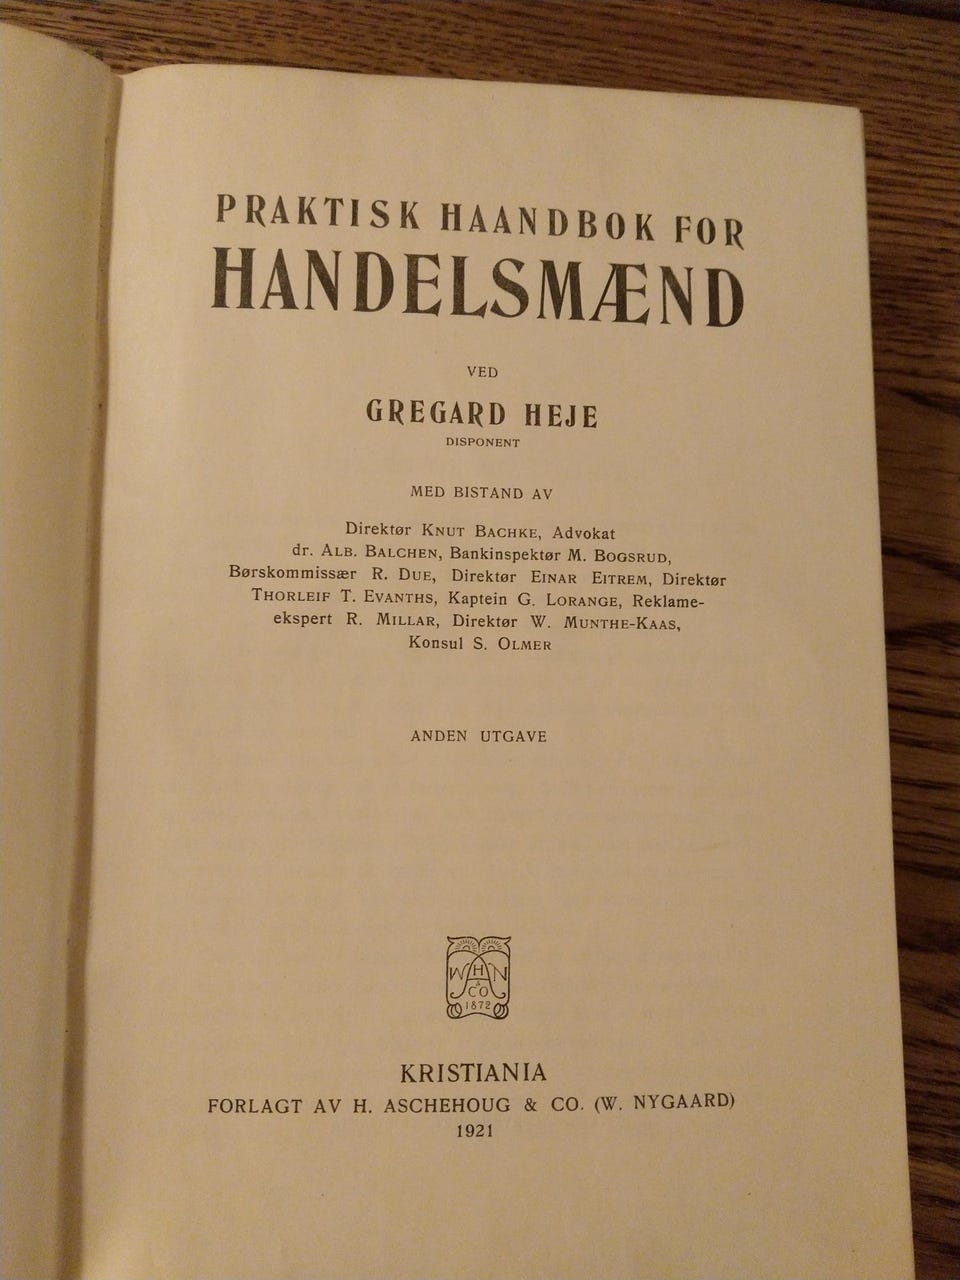 PRAKTISK HAANDBOK FOR
HANDELSMÆND
VED
GREGARD HEJE
DISPONENT
MED BISTAND AV
Direktør KNUT BACHKE, Advokat
dr. ALB. BALCHEN, Bankinspektør M. BOGSRUD,
Børskommissær R. DUE, Direktør EINAR EITREM, Direktør
THORLEIF T. EVANTHS, Kaptein G. LORANGE, Reklame-
ekspert R. MILLAR, Direktør W. MUNTHE-KAAS,
Konsul S. OLMER
ANDEN UTGAVE
W H N
&
CO
1872
KRISTIANIA
FORLAGT AV H. ASCHEHOUG & CO. (W. NYGAARD)
1921